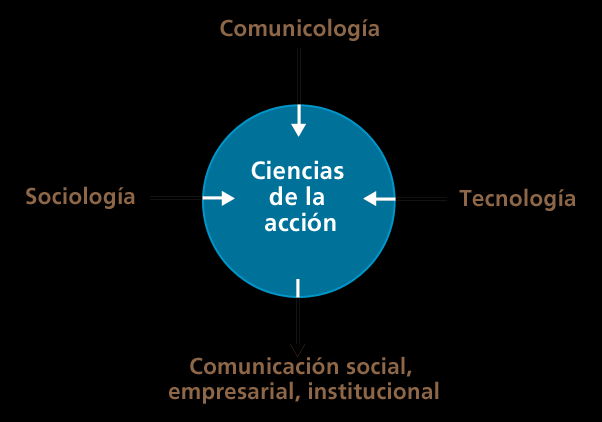 Comunicología
Ciencias
de la
acción
Sociología
Tecnología
Comunicación social,
empresarial, institucional